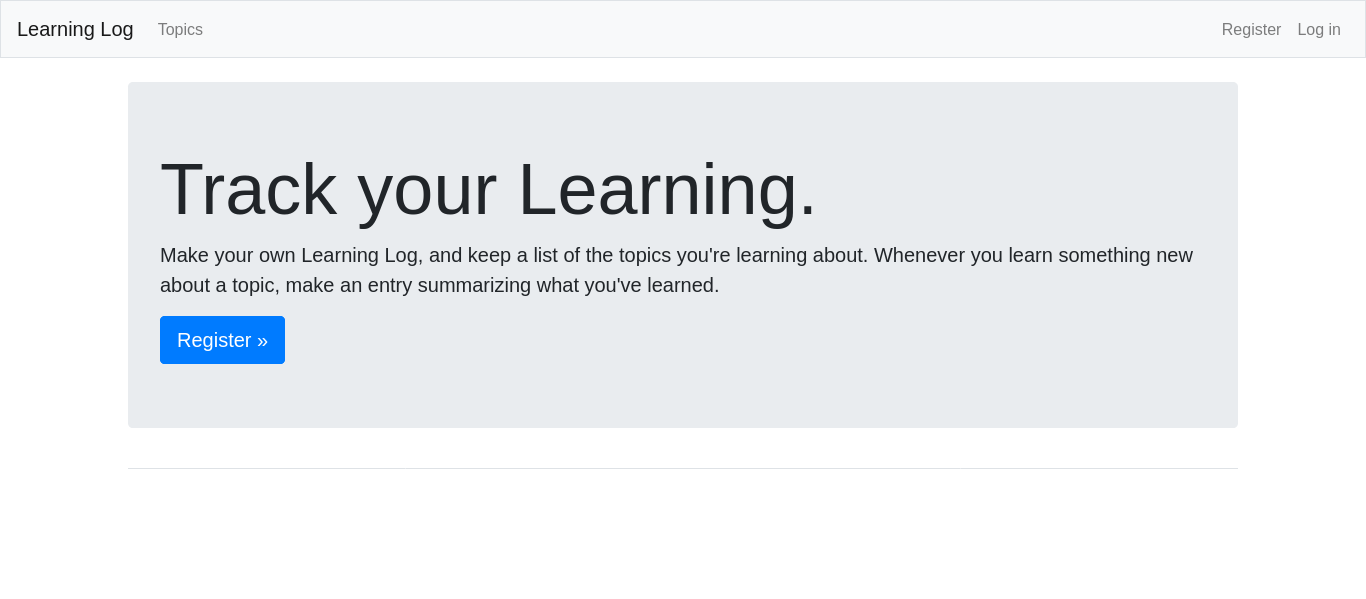 Learning Log Topics Register Log in
Track your Learning.
Make your own Learning Log, and keep a list of the topics you're learning about. Whenever you learn something new
about a topic, make an entry summarizing what you've learned.
Register »